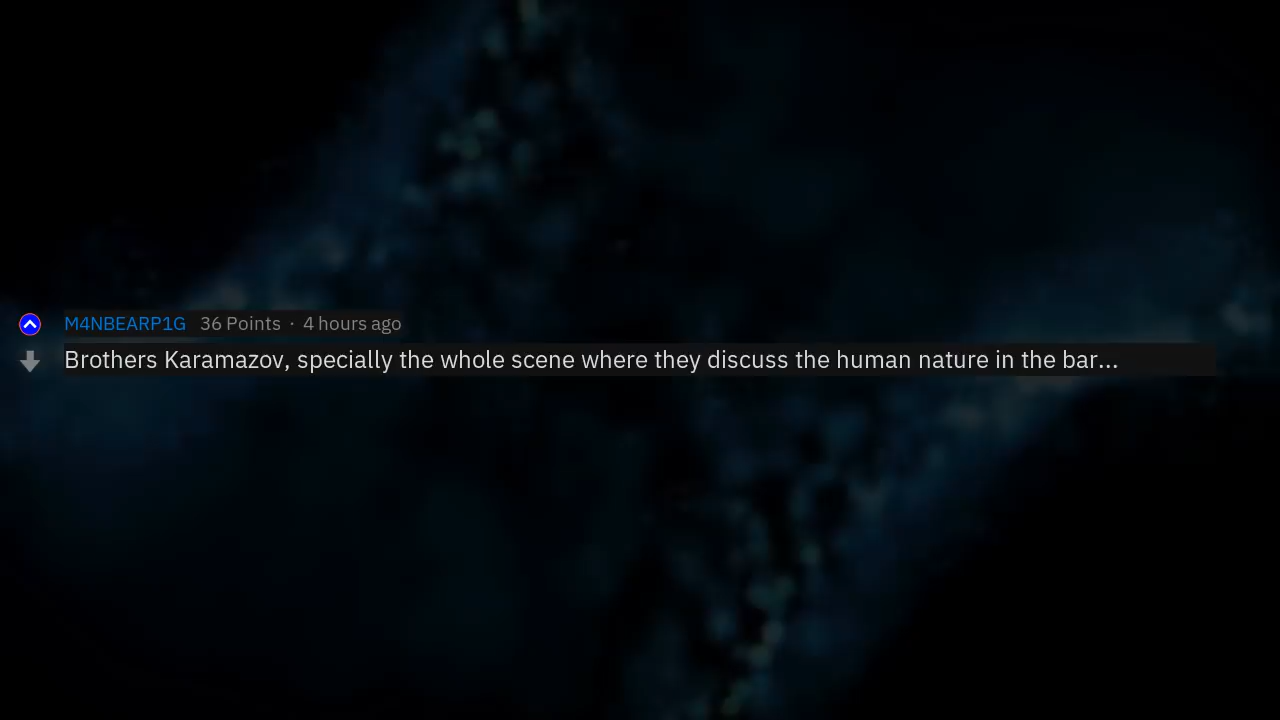 M4NBEARP1G 36 Points · 4 hours ago
Brothers Karamazov, specially the whole scene where they discuss the human nature in the bar...